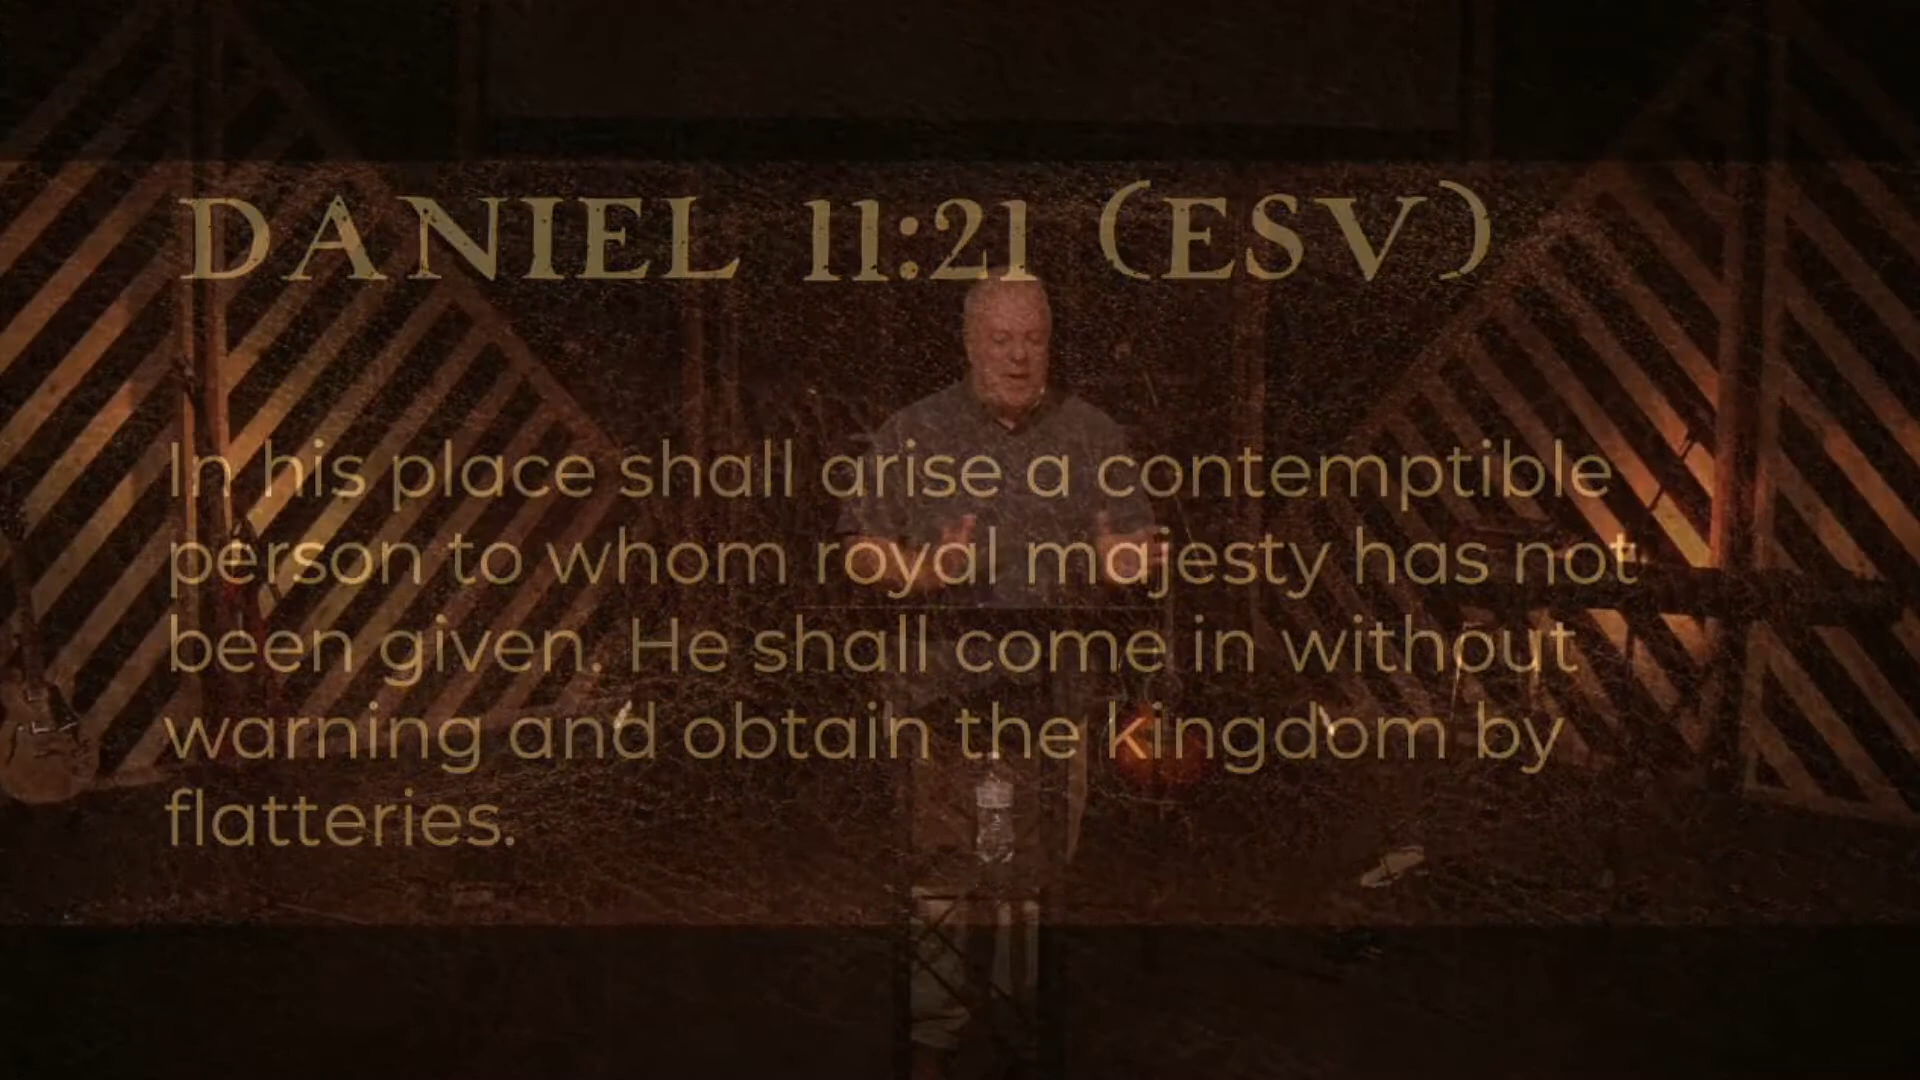 DANIEL 11:21 (ESV)
In his place shall arise a contemptible
person to whom royal majesty has not
been given. He shall come in without
warning and obtain the kingdom by
flatteries.